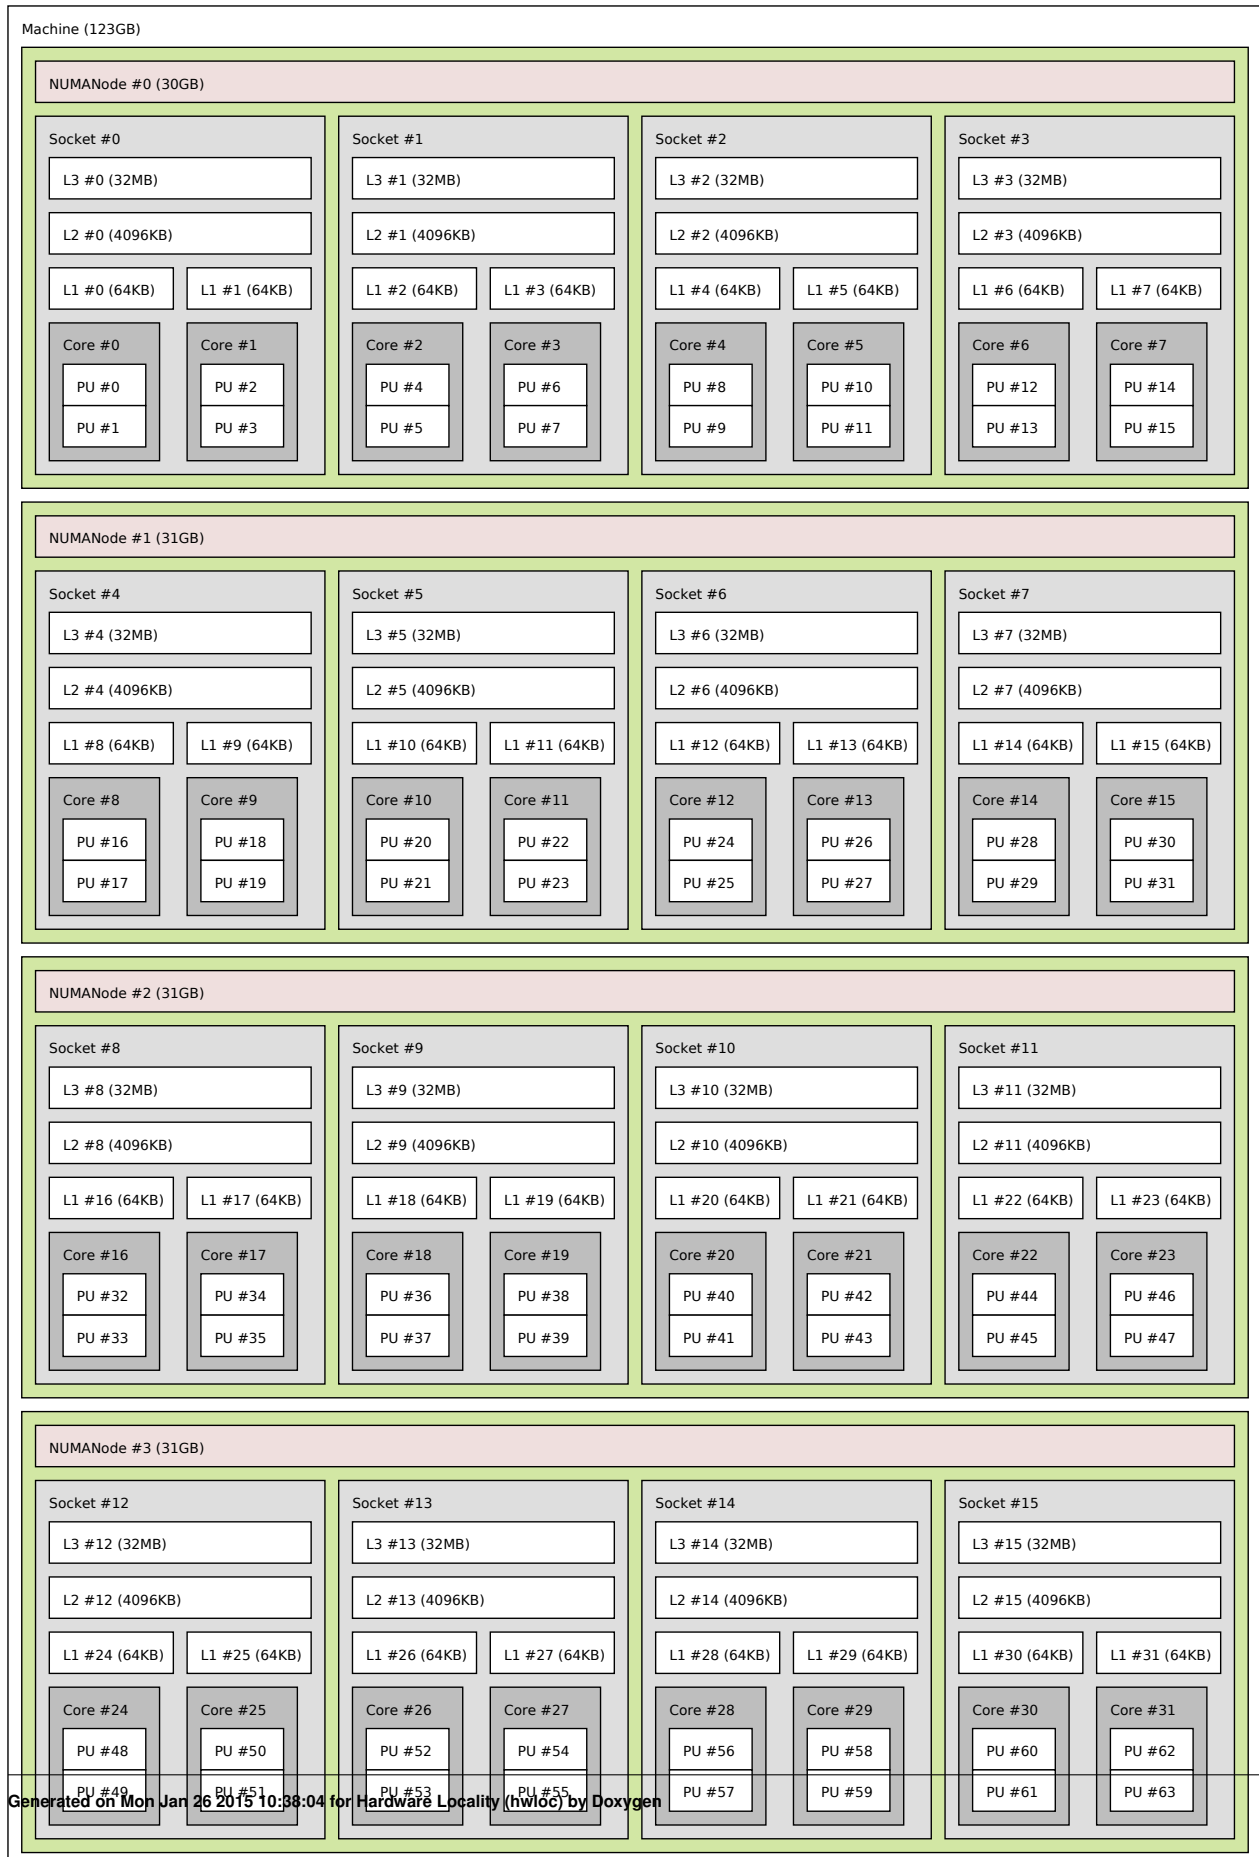 Machine (123GB)
NUMANode #0 (30GB)
Socket #0 Socket #1 Socket #2 Socket #3
L3 #0 (32MB) L3 #1 (32MB) L3 #2 (32MB) L3 #3 (32MB)
L2 #0 (4096KB) L2 #1 (4096KB) L2 #2 (4096KB) L2 #3 (4096KB)
L1 #0 (64KB) L1 #1 (64KB) L1 #2 (64KB) L1 #3 (64KB) L1 #4 (64KB) L1 #5 (64KB) L1 #6 (64KB) L1 #7 (64KB)
Core #0 Core #1 Core #2 Core #3 Core #4 Core #5 Core #6 Core #7
PU #0 PU #2 PU #4 PU #6 PU #8 PU #10 PU #12 PU #14
PU #1 PU #3 PU #5 PU #7 PU #9 PU #11 PU #13 PU #15
NUMANode #1 (31GB)
Socket #4 Socket #5 Socket #6 Socket #7
L3 #4 (32MB) L3 #5 (32MB) L3 #6 (32MB) L3 #7 (32MB)
L2 #4 (4096KB) L2 #5 (4096KB) L2 #6 (4096KB) L2 #7 (4096KB)
L1 #8 (64KB) L1 #9 (64KB) L1 #10 (64KB) L1 #11 (64KB) L1 #12 (64KB) L1 #13 (64KB) L1 #14 (64KB) L1 #15 (64KB)
Core #8 Core #9 Core #10 Core #11 Core #12 Core #13 Core #14 Core #15
PU #16 PU #18 PU #20 PU #22 PU #24 PU #26 PU #28 PU #30
PU #17 PU #19 PU #21 PU #23 PU #25 PU #27 PU #29 PU #31
NUMANode #2 (31GB)
Socket #8 Socket #9 Socket #10 Socket #11
L3 #8 (32MB) L3 #9 (32MB) L3 #10 (32MB) L3 #11 (32MB)
L2 #8 (4096KB) L2 #9 (4096KB) L2 #10 (4096KB) L2 #11 (4096KB)
L1 #16 (64KB) L1 #17 (64KB) L1 #18 (64KB) L1 #19 (64KB) L1 #20 (64KB) L1 #21 (64KB) L1 #22 (64KB) L1 #23 (64KB)
Core #16 Core #17 Core #18 Core #19 Core #20 Core #21 Core #22 Core #23
PU #32 PU #34 PU #36 PU #38 PU #40 PU #42 PU #44 PU #46
PU #33 PU #35 PU #37 PU #39 PU #41 PU #43 PU #45 PU #47
NUMANode #3 (31GB)
Socket #12 Socket #13 Socket #14 Socket #15
L3 #12 (32MB) L3 #13 (32MB) L3 #14 (32MB) L3 #15 (32MB)
L2 #12 (4096KB) L2 #13 (4096KB) L2 #14 (4096KB) L2 #15 (4096KB)
L1 #24 (64KB) L1 #25 (64KB) L1 #26 (64KB) L1 #27 (64KB) L1 #28 (64KB) L1 #29 (64KB) L1 #30 (64KB) L1 #31 (64KB)
Core #24 Core #25 Core #26 Core #27 Core #28 Core #29 Core #30 Core #31
PU #48 PU #50 PU #52 PU #54 PU #56 PU #58 PU #60 PU #62
PU #49 PU #51 PU #53 PU #55 PU #57 PU #59 PU #61 PU #63
Generated on Mon Jan 26 2015 10:38:04 for Hardware Locality (hwloc) by Doxygen